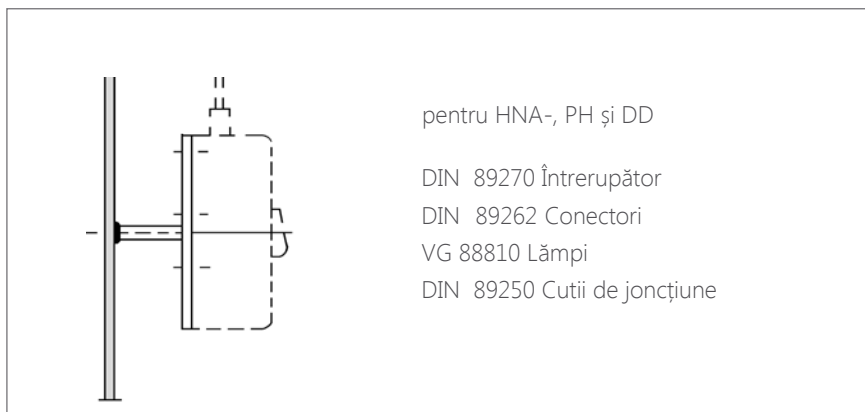 pentru HNA-, PH și DD
DIN  89270 Întrerupător
DIN  89262 Conectori
VG 88810 Lămpi
DIN  89250 Cutii de joncțiune